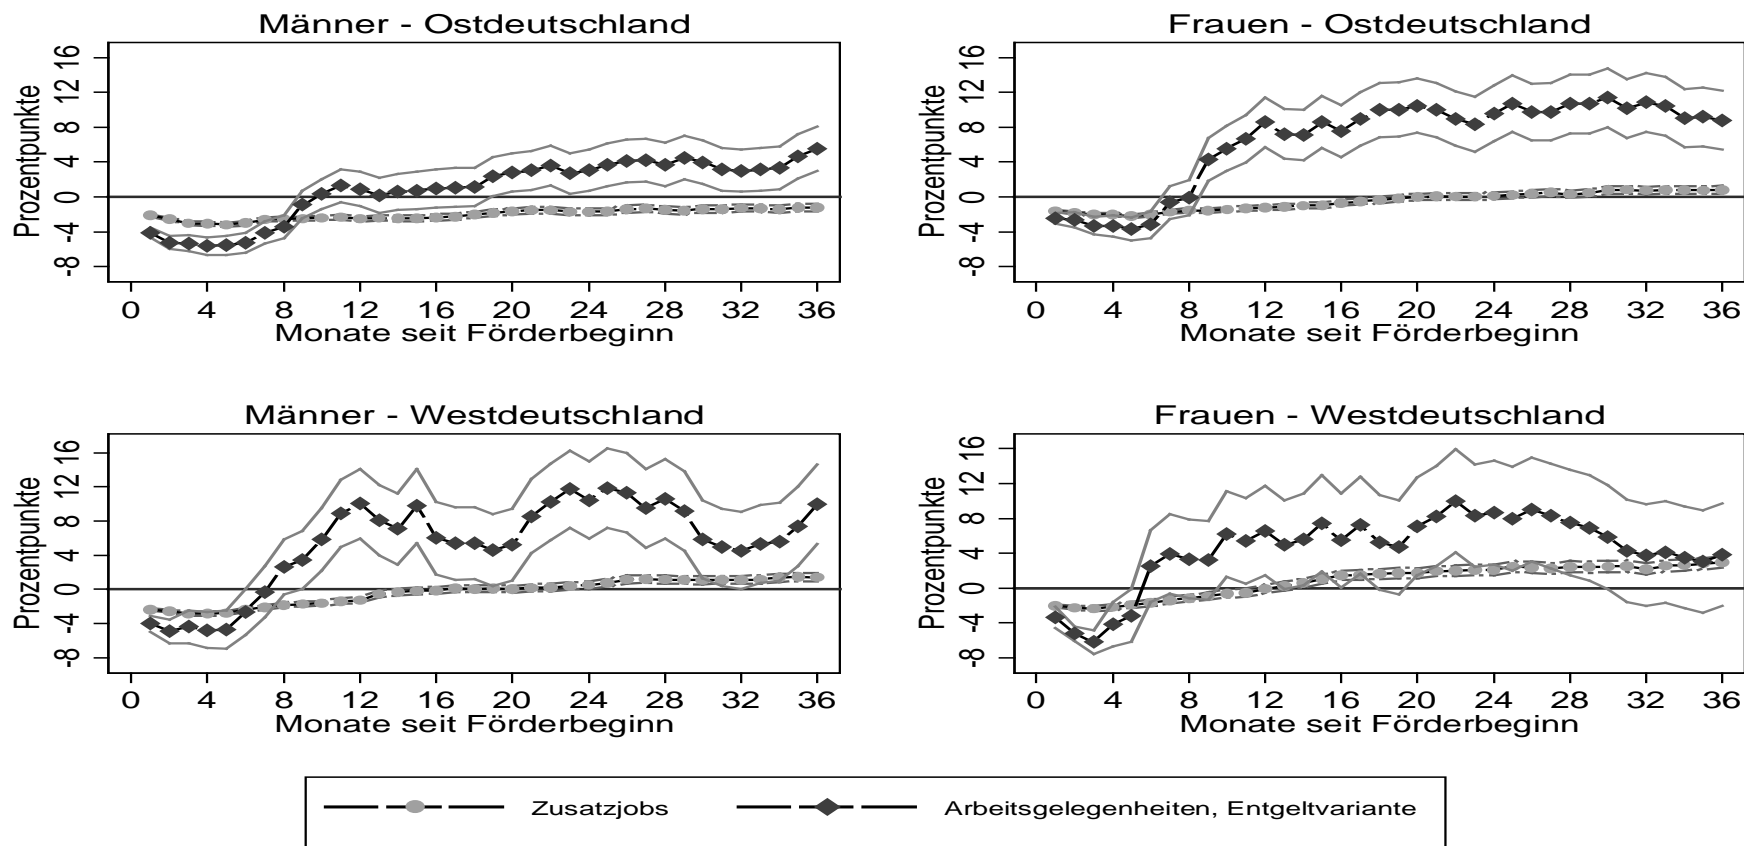 Männer - Ostdeutschland
Prozentpunkte
16
12
8
4
0
-4
-8
0 4 8 12 16 20 24 28 32 36
Monate seit Förderbeginn
Frauen - Ostdeutschland
Prozentpunkte
16
12
8
4
0
-4
-8
0 4 8 12 16 20 24 28 32 36
Monate seit Förderbeginn
Männer - Westdeutschland
Prozentpunkte
16
12
8
4
0
-4
-8
0 4 8 12 16 20 24 28 32 36
Monate seit Förderbeginn
Frauen - Westdeutschland
Prozentpunkte
16
12
8
4
0
-4
-8
0 4 8 12 16 20 24 28 32 36
Monate seit Förderbeginn
Zusatzjobs
Arbeitsgelegenheiten, Entgeltvariante